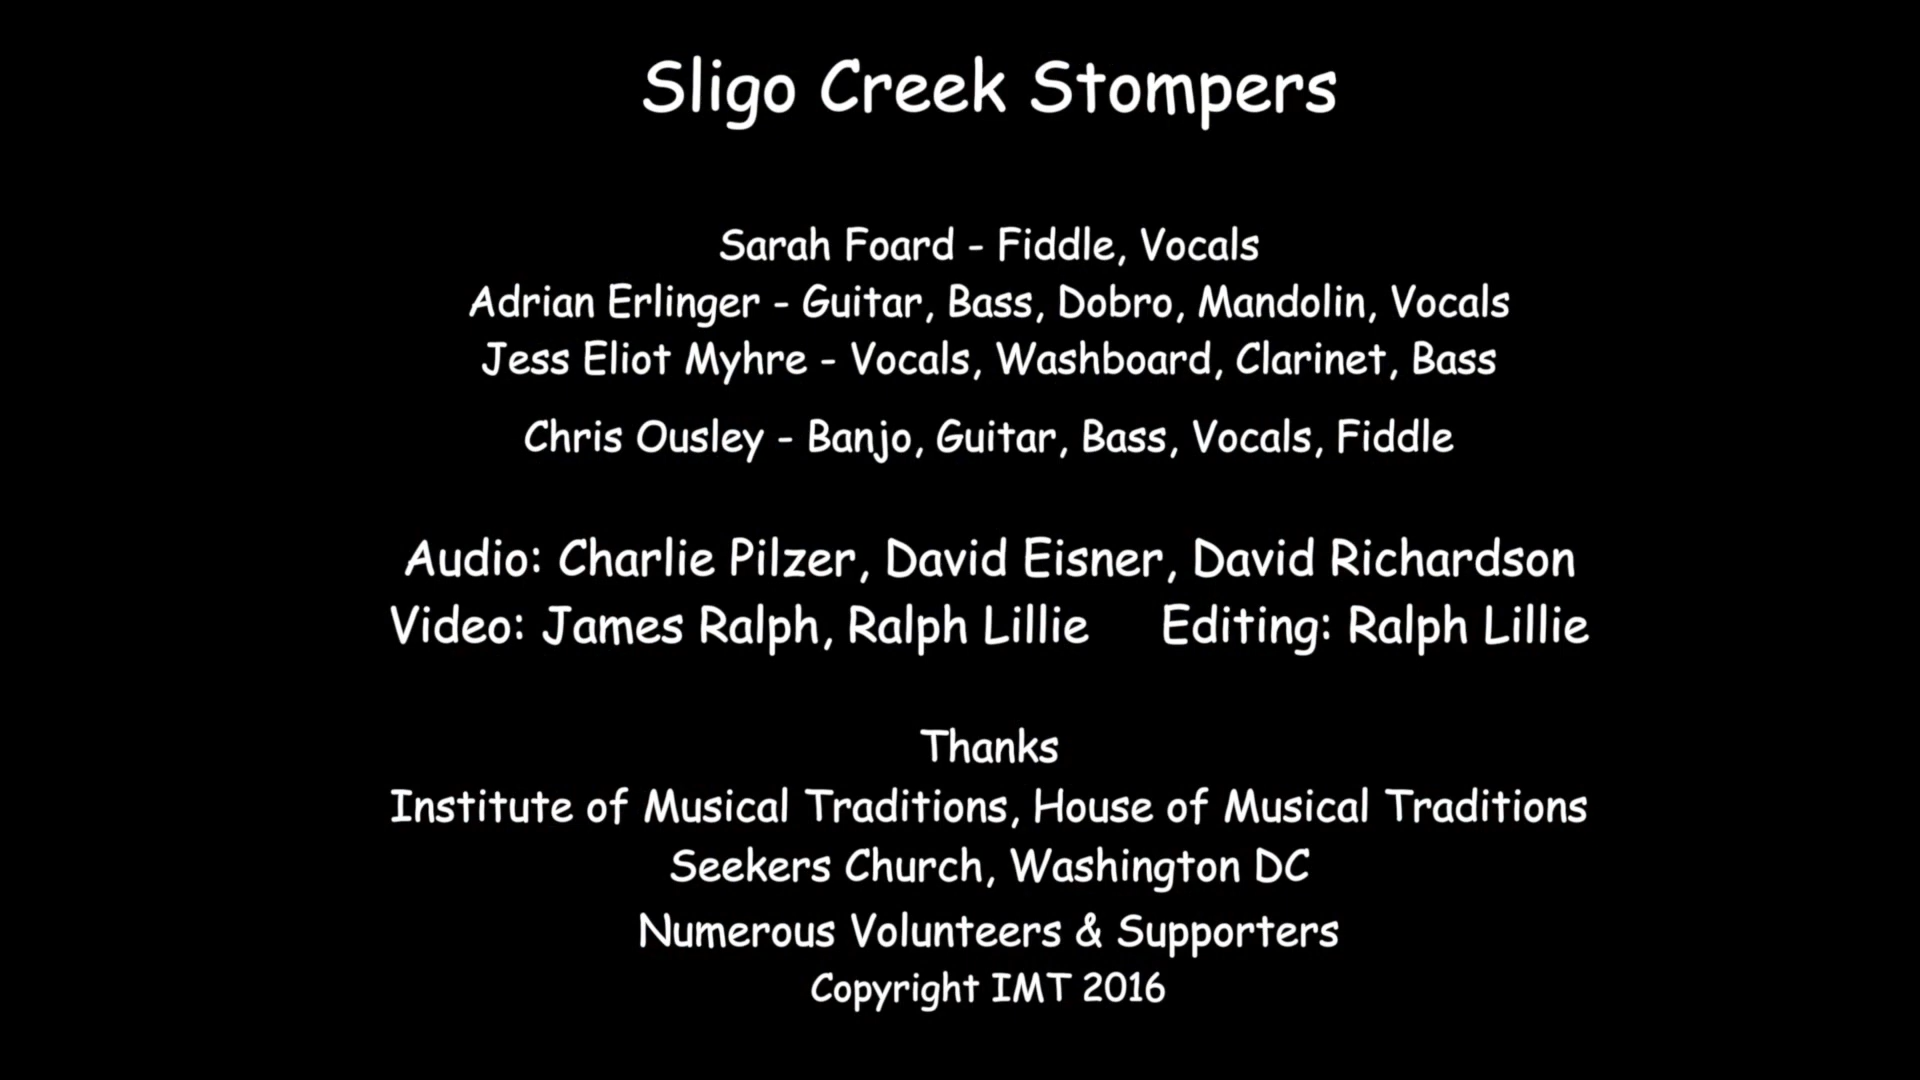 Sligo Creek Stompers
Sarah Foard - Fiddle, Vocals
Adrian Erlinger - Guitar, Bass, Dobro, Mandolin, Vocals
Jess Eliot Myhre - Vocals, Washboard, Clarinet, Bass
Chris Ousley - Banjo, Guitar, Bass, Vocals, Fiddle
Audio: Charlie Pilzer, David Eisner, David Richardson
Video: James Ralph, Ralph Lillie Editing: Ralph Lillie
Thanks
Institute of Musical Traditions, House of Musical Traditions
Seekers Church, Washington DC
Numerous Volunteers & Supporters
Copyright IMT 2016